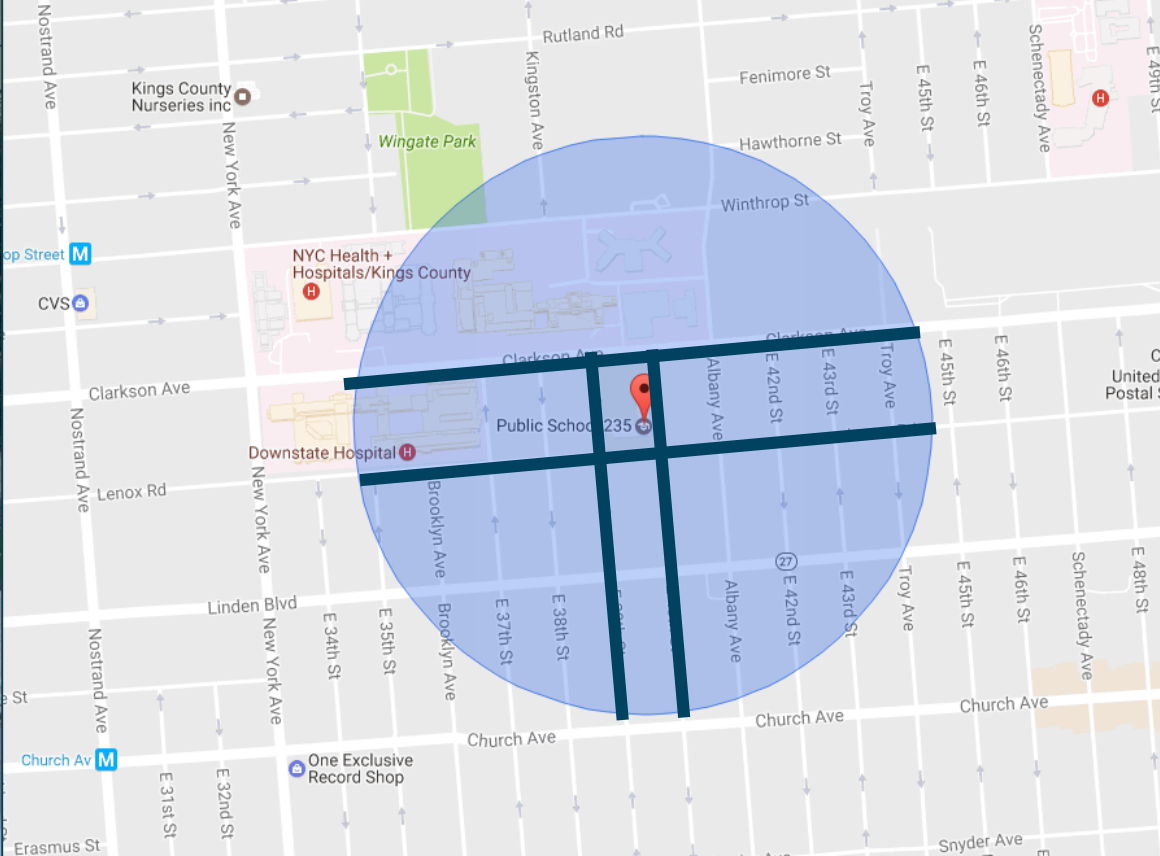 Rutland Rd
Nostrand Ave
Kingston Ave
Schenectady Ave
E 49th St
Fenimore St
Troy Ave
E 45th St
E 46th St
Kings County
Nurseries inc
New York Ave
Wingate Park
Hawthorne St
H
Winthrop St
op Street
M
NYC Health +
Hospitals/Kings County
H
CVS
Clarkson Ave
Clarkson Ave
Clarkson Ave
Albany Ave
E 42nd St
E 43rd St
Troy Ave
E 45th St
E 46th St
United
Postal
Nostrand Ave
Public School 235
Downstate Hospital
H
Lenox Rd
New York Ave
Brooklyn Ave
27
Linden Blvd
E 34th St
E 35th St
Brooklyn Ave
E 37th St
E 38th St
Albany Ave
E 42nd St
E 43rd St
Troy Ave
E 45th St
E 46th St
Schenectady Ave
E 48th St
Nostrand Ave
New York Ave
e St
Church Ave
Church Ave
Church Ave
Church Av
M
One Exclusive
Record Shop
E 31st St
E 32nd St
Erasmus St
Snyder Ave